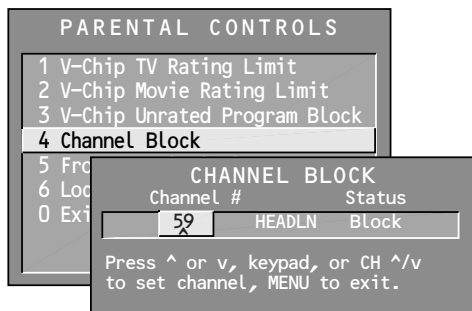 PARENTAL CONTROLS
1 V-Chip TV Rating Limit
2 V-Chip Movie Rating Limit
3 V-Chip Unrated Program Block
4 Channel Block
5 Fro
6 Loc
0 Exi
CHANNEL BLOCK
Channel # Status
59 HEADLN Block
Press ^ or v, keypad, or CH ^/v
to set channel, MENU to exit.